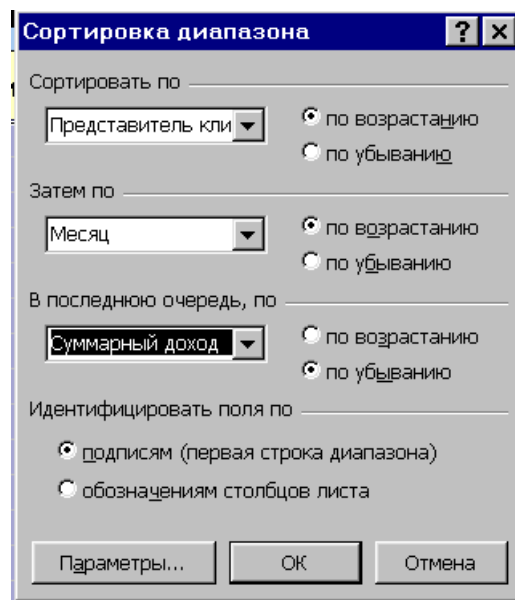 Сортировка диапазона
Сортировать по
Представитель кли
по возрастанию
по убыванию
Затем по
Месяц
по возрастанию
по убыванию
В последнюю очередь, по
Суммарный доход
по возрастанию
по убыванию
Идентифицировать поля по
подписям (первая строка диапазона)
обозначениям столбцов листа
Параметры... ОК Отмена